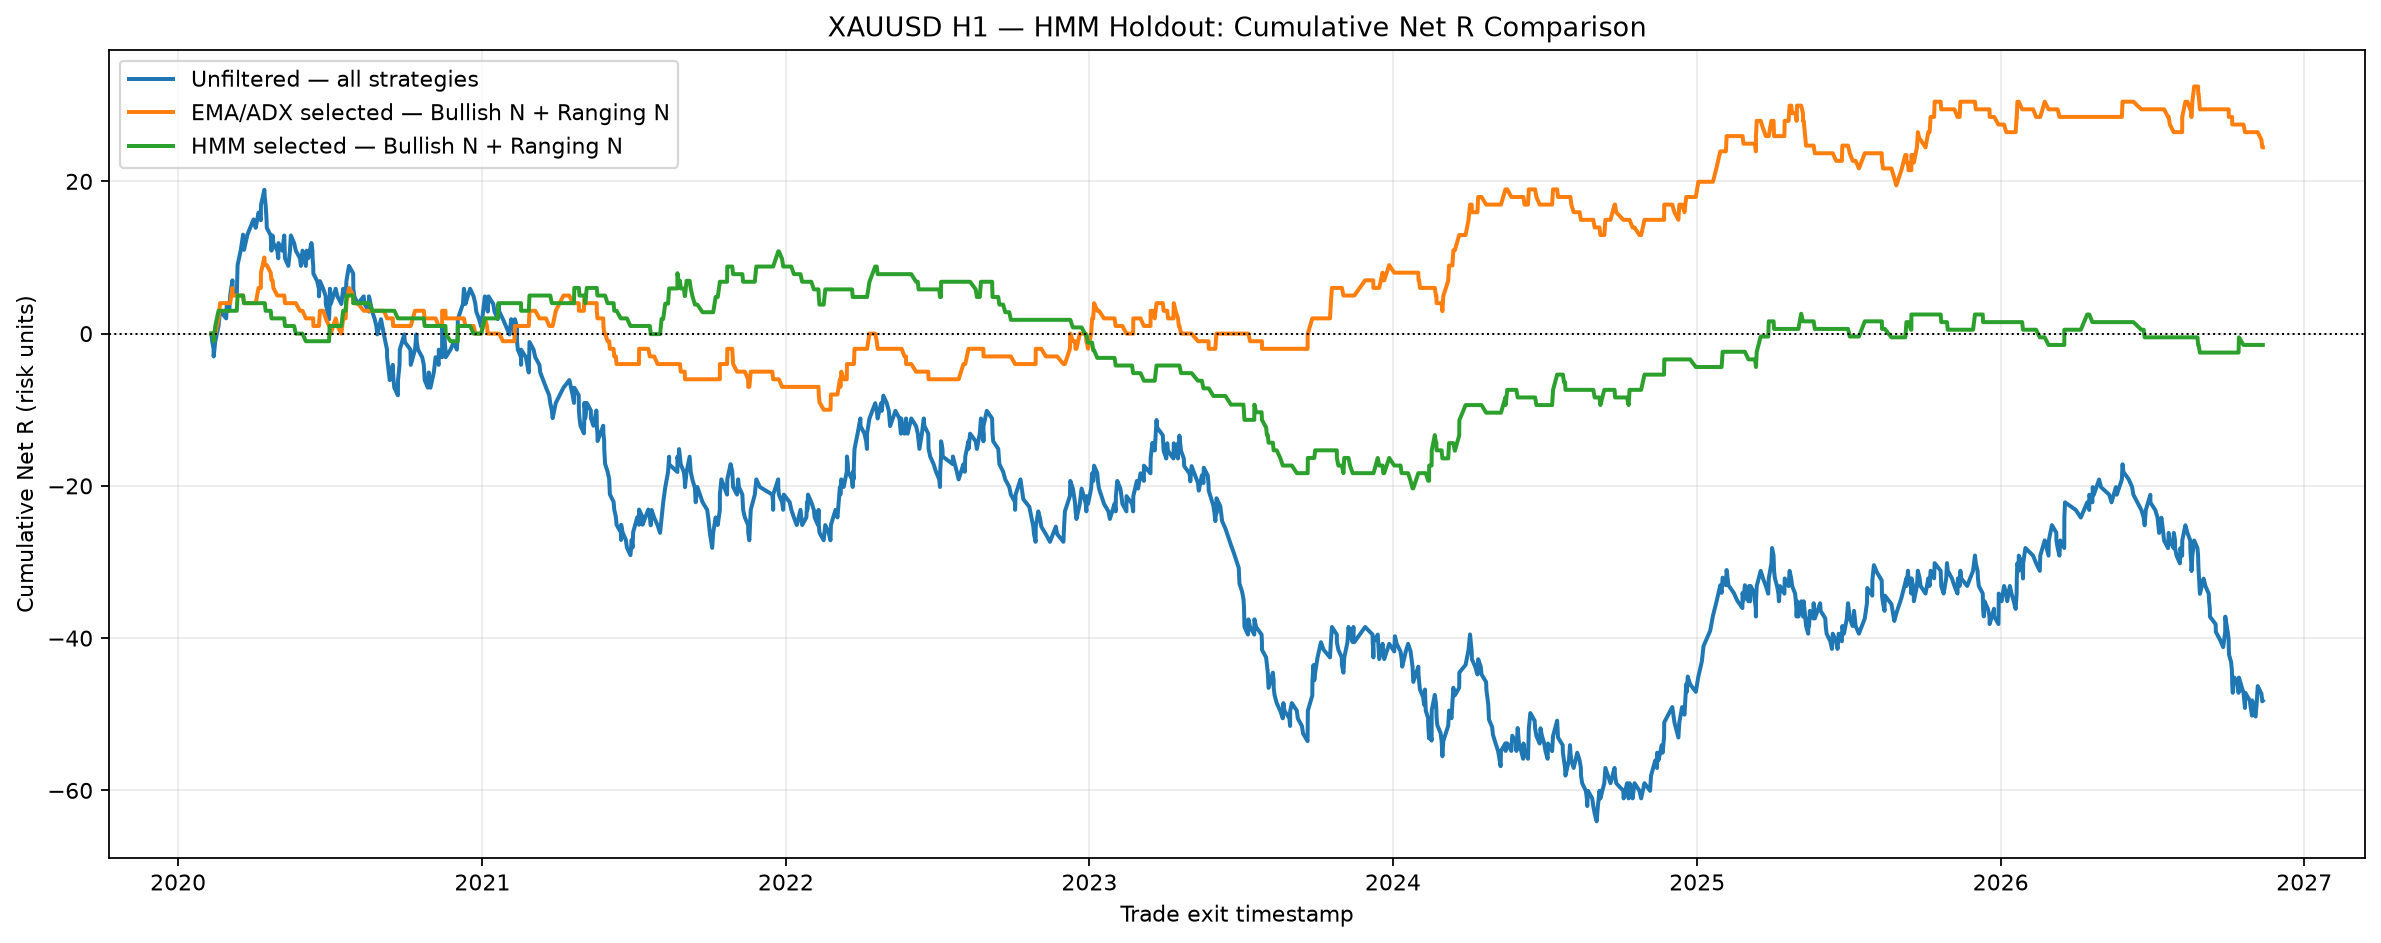 XAUUSD H1 — HMM Holdout: Cumulative Net R Comparison
Unfiltered — all strategies
EMA/ADX selected — Bullish N + Ranging N
HMM selected — Bullish N + Ranging N
Cumulative Net R (risk units)
20
0
−20
−40
−60
2020 2021 2022 2023 2024 2025 2026 2027
Trade exit timestamp